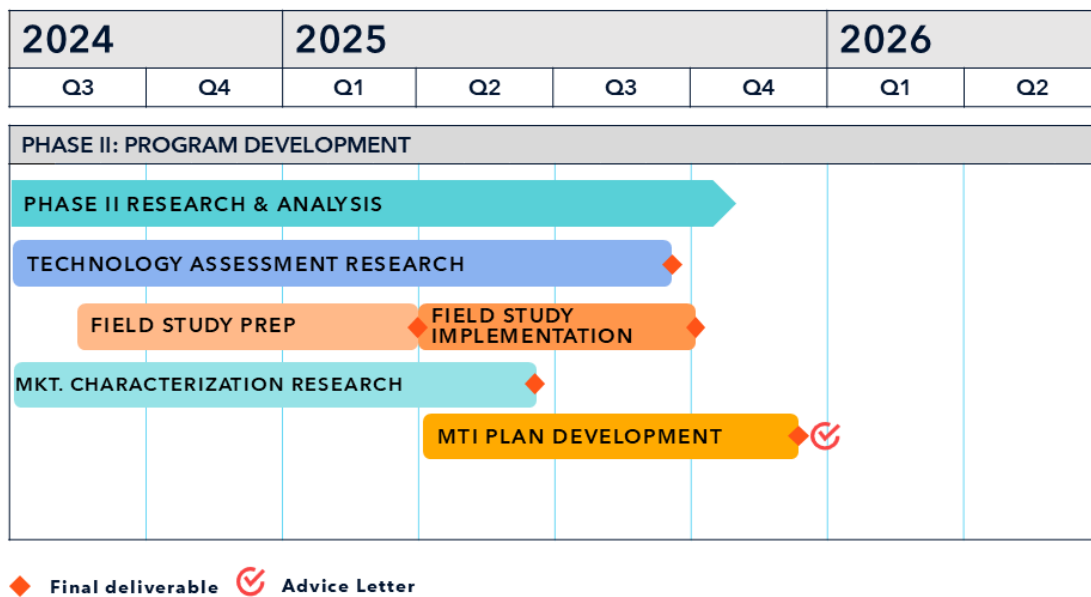 2024 2025 2026
Q3 Q4 Q1 Q2 Q3 Q4 Q1 Q2
PHASE II: PROGRAM DEVELOPMENT
PHASE II RESEARCH & ANALYSIS
TECHNOLOGY ASSESSMENT RESEARCH
FIELD STUDY PREP
FIELD STUDY
IMPLEMENTATION
MKT. CHARACTERIZATION RESEARCH
MTI PLAN DEVELOPMENT
Final deliverable Advice Letter